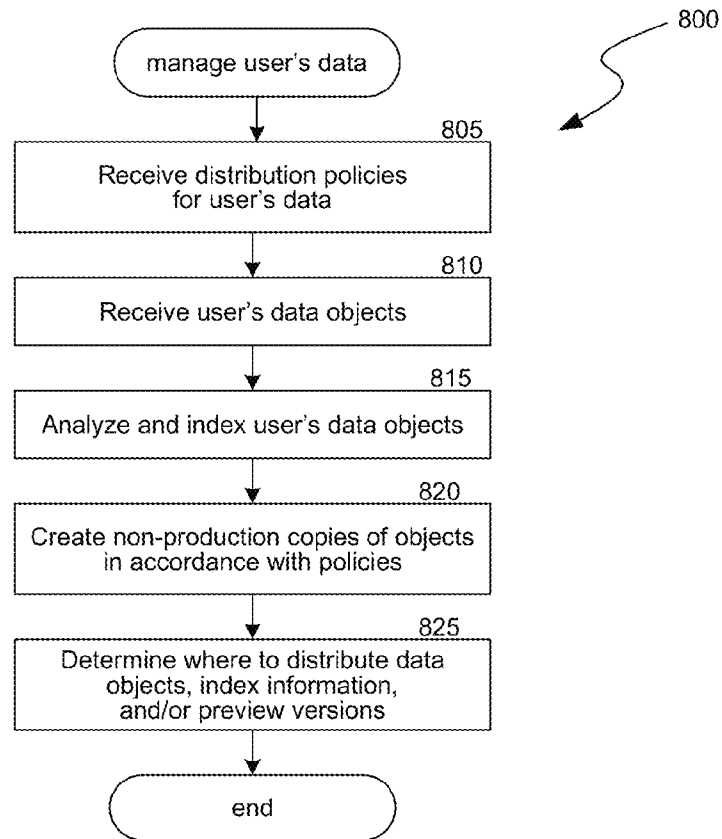 800
manage user's data
805
Receive distribution policies
for user's data
810
Receive user's data objects
815
Analyze and index user's data objects
820
Create non-production copies of objects
in accordance with policies
825
Determine where to distribute data
objects, index information,
and/or preview versions
end